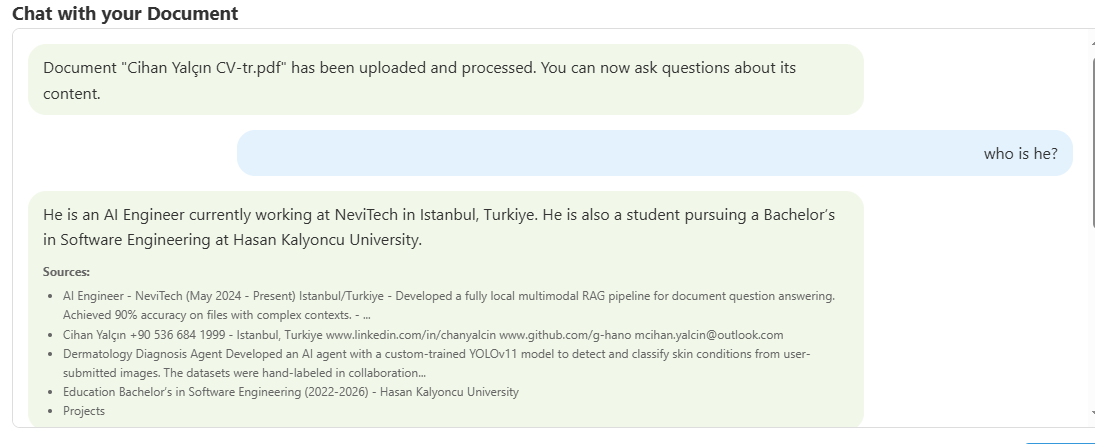 Chat with your Document
Document "Cihan Yalçın CV-tr.pdf" has been uploaded and processed. You can now ask questions about its
content.
who is he?
He is an AI Engineer currently working at NeviTech in Istanbul, Turkiye. He is also a student pursuing a Bachelor’s
in Software Engineering at Hasan Kalyoncu University.
Sources:
• AI Engineer - NeviTech (May 2024 - Present) Istanbul/Turkiye - Developed a fully local multimodal RAG pipeline for document question answering.
Achieved 90% accuracy on files with complex contexts. - ...
• Cihan Yalçın +90 536 684 1999 - Istanbul, Turkiye www.linkedin.com/in/chanyalcin www.github.com/g-hano mcihan.yalcin@outlook.com
• Dermatology Diagnosis Agent Developed an AI agent with a custom-trained YOLOv11 model to detect and classify skin conditions from user-
submitted images. The datasets were hand-labeled in collaboration...
• Education Bachelor’s in Software Engineering (2022-2026) - Hasan Kalyoncu University
• Projects